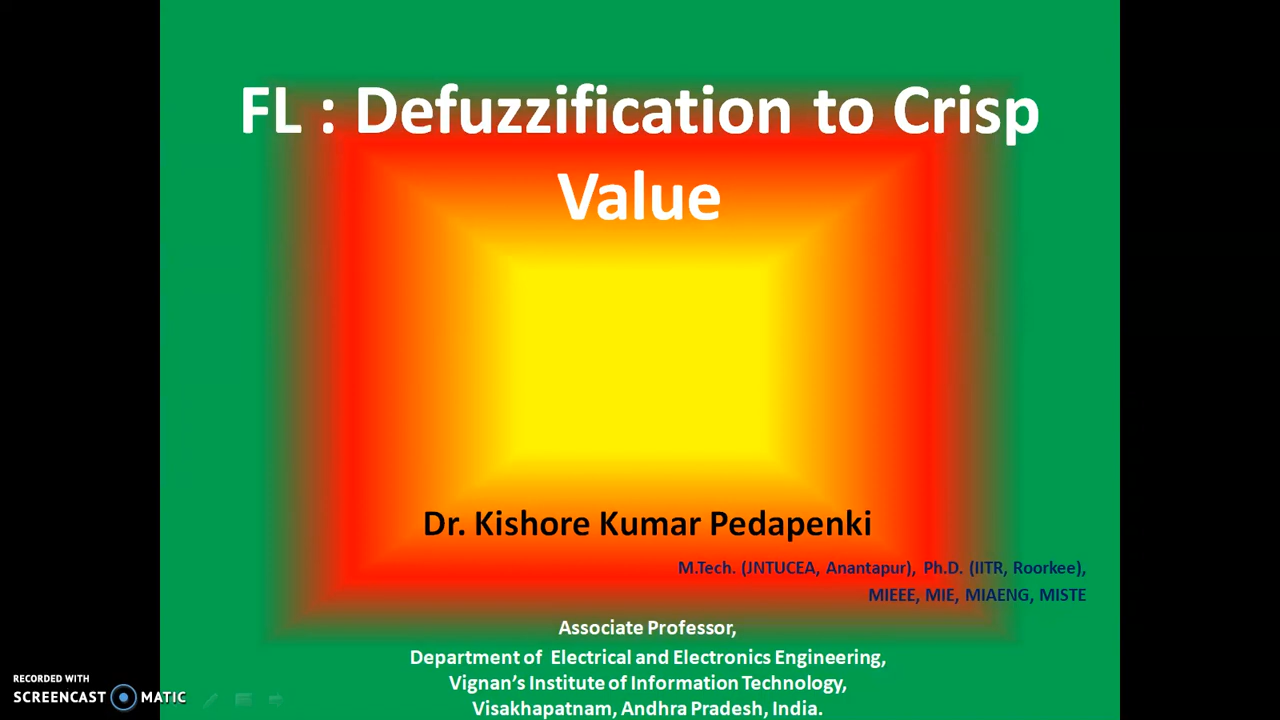 FL : Defuzzification to Crisp
Value
Dr. Kishore Kumar Pedapenki
M.Tech. (JNTUCEA, Anantapur), Ph.D. (IITR, Roorkee),
MIEEE, MIE, MIAENG, MISTE
Associate Professor,
Department of Electrical and Electronics Engineering,
Vignan’s Institute of Information Technology,
Visakhapatnam, Andhra Pradesh, India.
RECORDED WITH
SCREENCAST MATIC